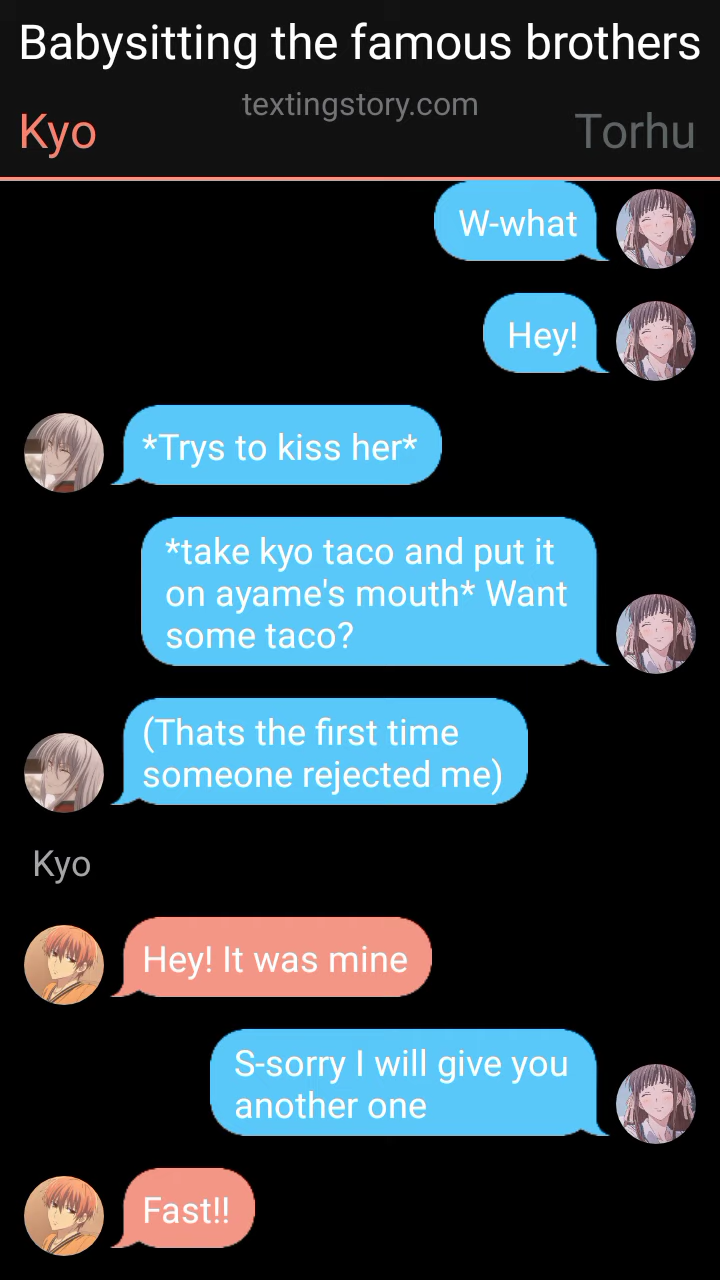 Babysitting the famous brothers
textingstory.com
Kyo
Torhu
W-what
Hey!
*Trys to kiss her*
*take kyo taco and put it
on ayame's mouth* Want
some taco?
(Thats the first time
someone rejected me)
Kyo
Hey! It was mine
S-sorry I will give you
another one
Fast!!